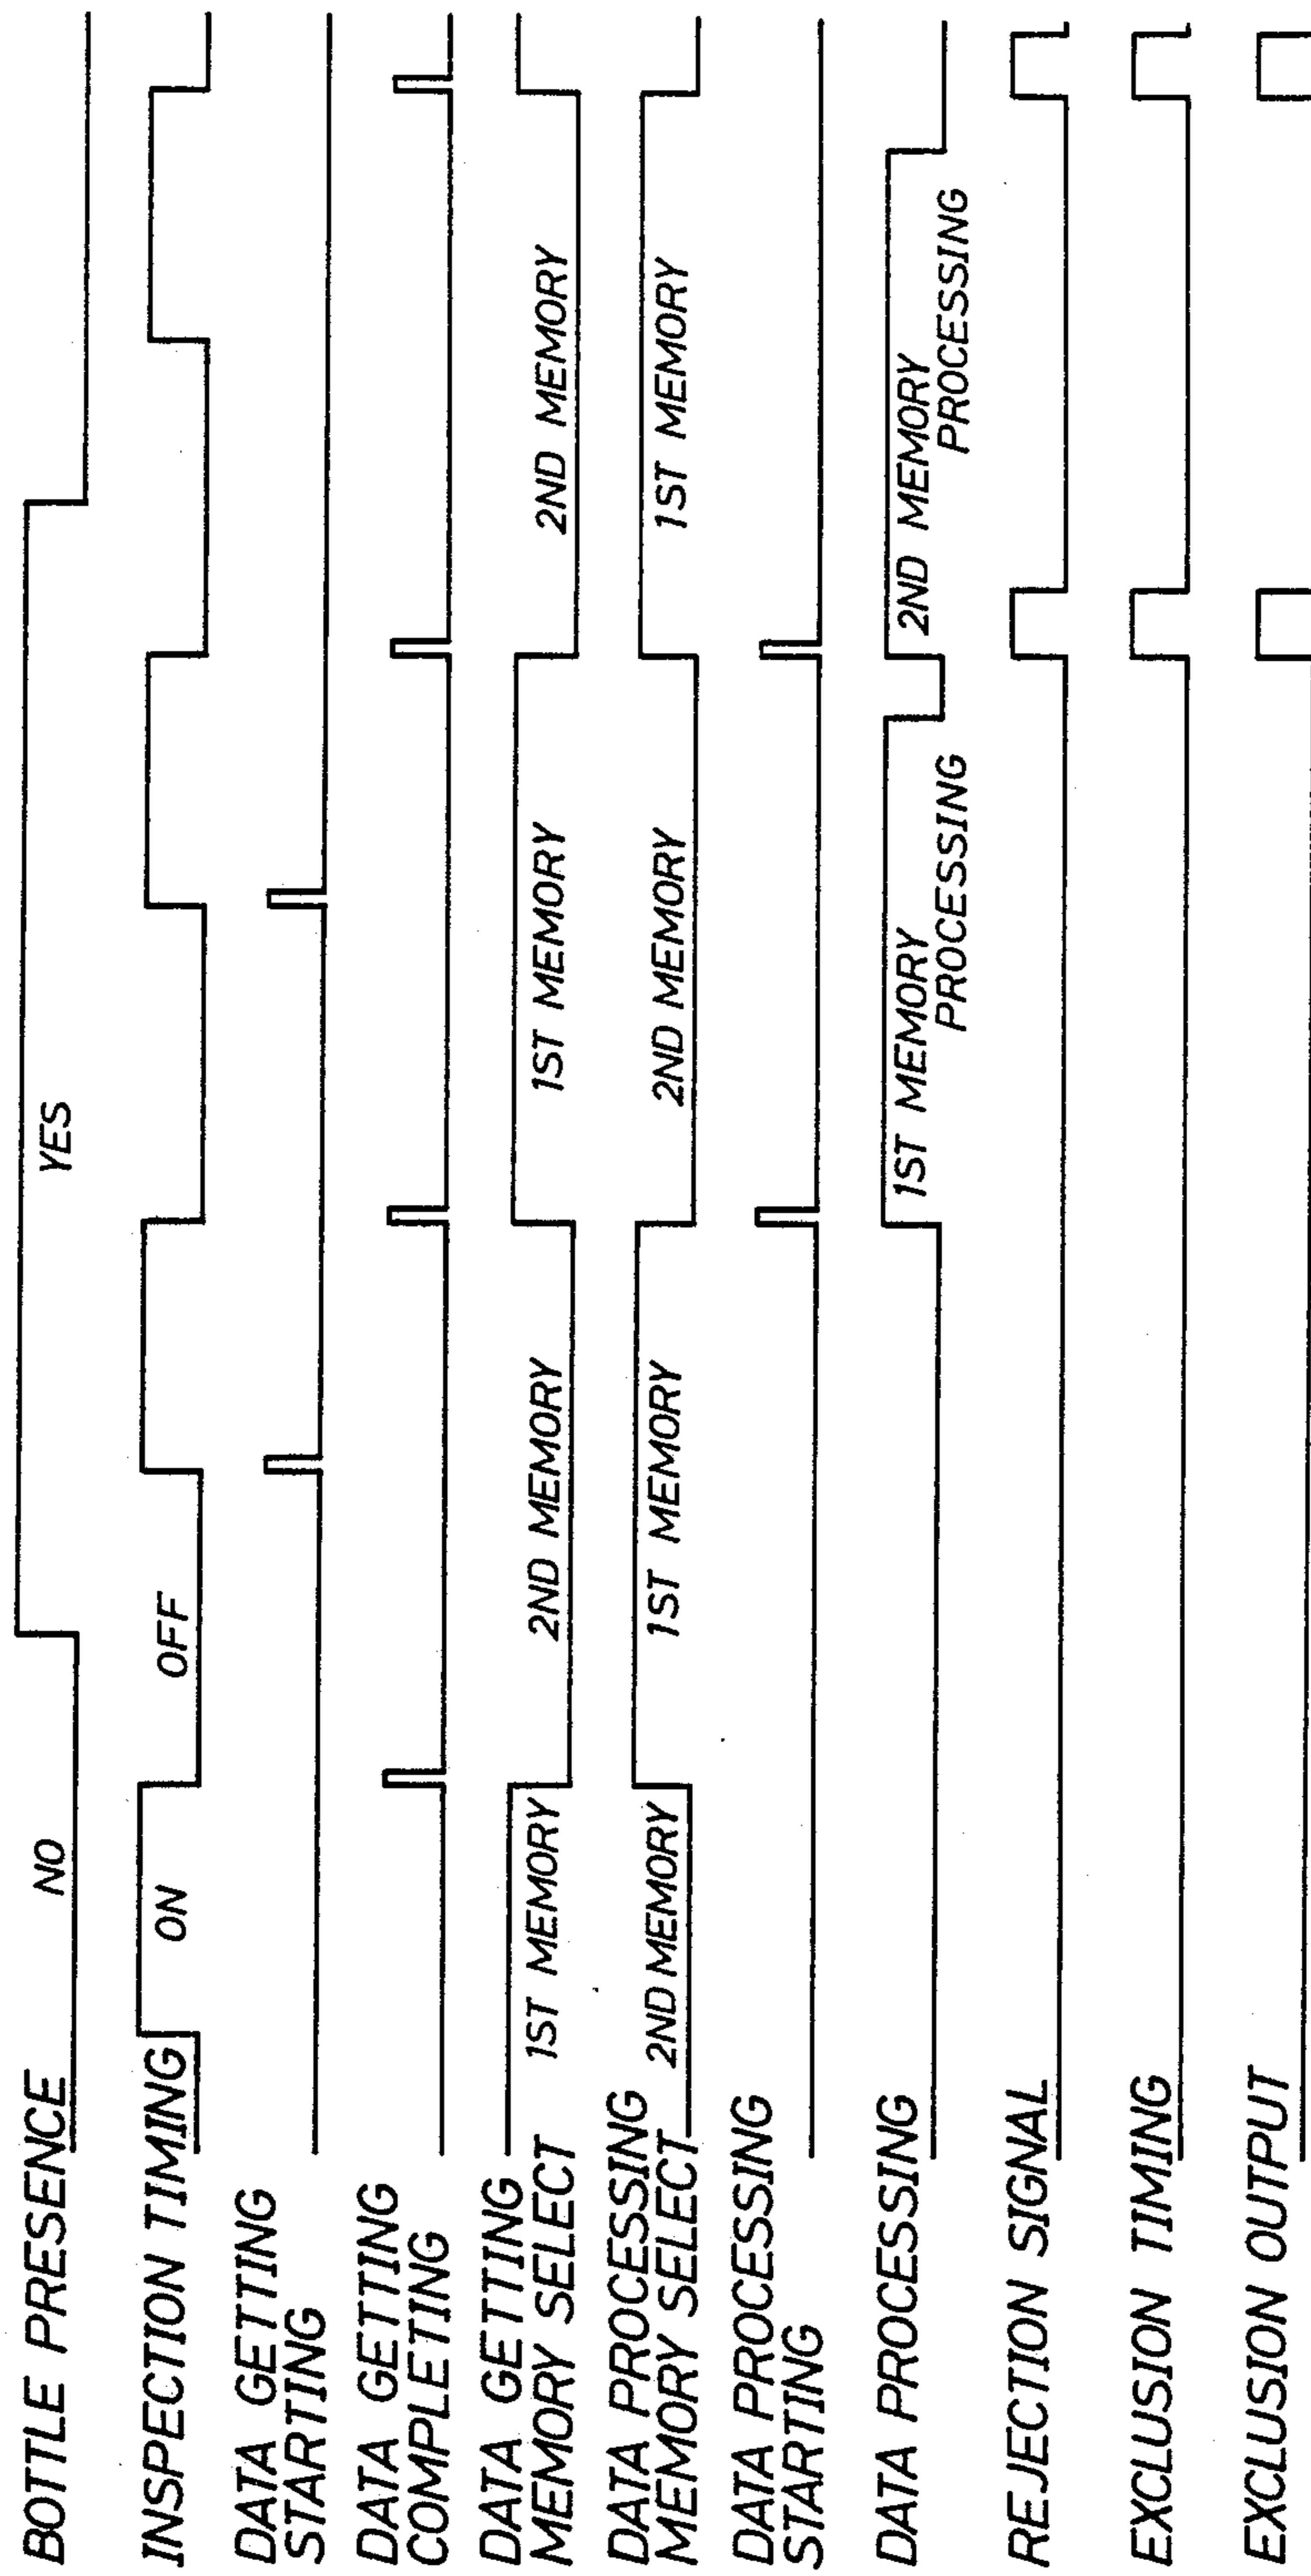 BOTTLE PRESENCE
NO
YES
INSPECTION TIMING
ON
OFF
DATA GETTING
STARTING
DATA GETTING
COMPLETING
DATA GETTING
MEMORY SELECT
1ST MEMORY
2ND MEMORY
1ST MEMORY
2ND MEMORY
DATA PROCESSING
MEMORY SELECT
2ND MEMORY
1ST MEMORY
2ND MEMORY
1ST MEMORY
DATA PROCESSING
STARTING
DATA PROCESSING
1ST MEMORY
PROCESSING
2ND MEMORY
PROCESSING
REJECTION SIGNAL
EXCLUSION TIMING
EXCLUSION OUTPUT